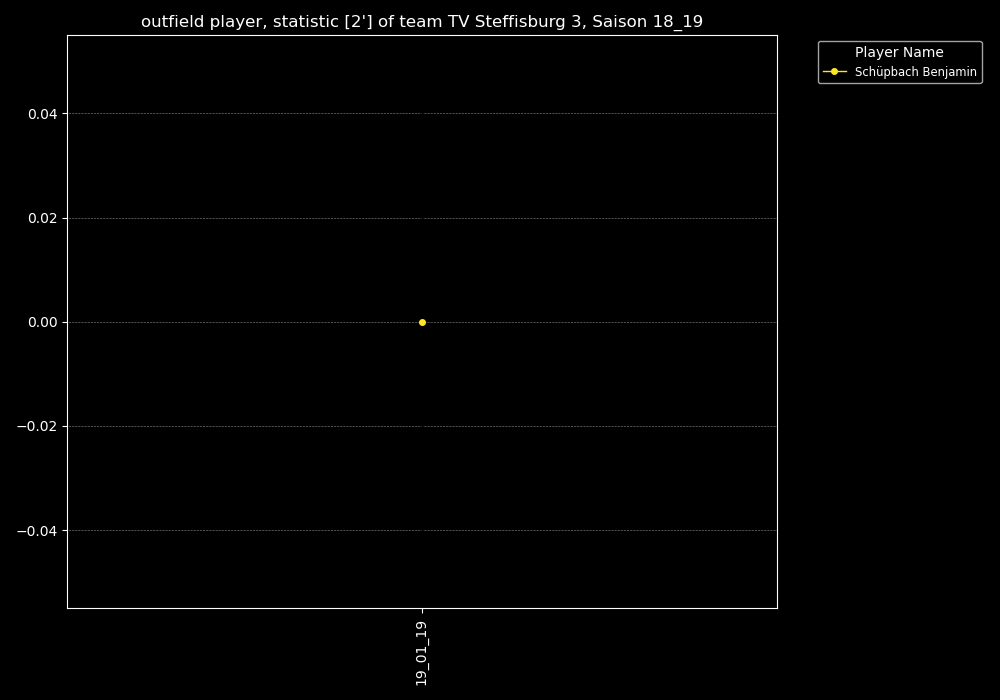 outfield player, statistic [2'] of team TV Steffisburg 3, Saison 18_19
Player Name
Schüpbach Benjamin
0.04
0.02
0.00
−0.02
−0.04
19_01_19